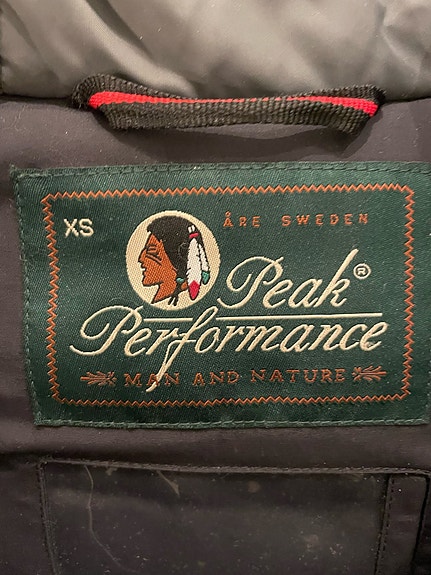 XS
ÅRE SWEDEN
Peak®
Performance
MAN AND NATURE